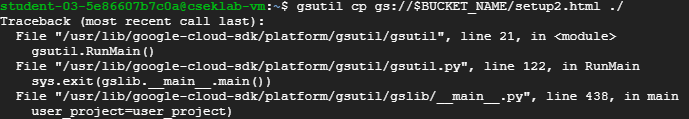 student-03-5e86607b7c0a@cseklab-vm:~$ gsutil cp gs://$BUCKET_NAME/setup2.html ./
Traceback (most recent call last):
  File "/usr/lib/google-cloud-sdk/platform/gsutil/gsutil", line 21, in <module>
    gsutil.RunMain()
  File "/usr/lib/google-cloud-sdk/platform/gsutil/gsutil.py", line 122, in RunMain
    sys.exit(gslib.__main__.main())
  File "/usr/lib/google-cloud-sdk/platform/gsutil/gslib/__main__.py", line 438, in main
    user_project=user_project)